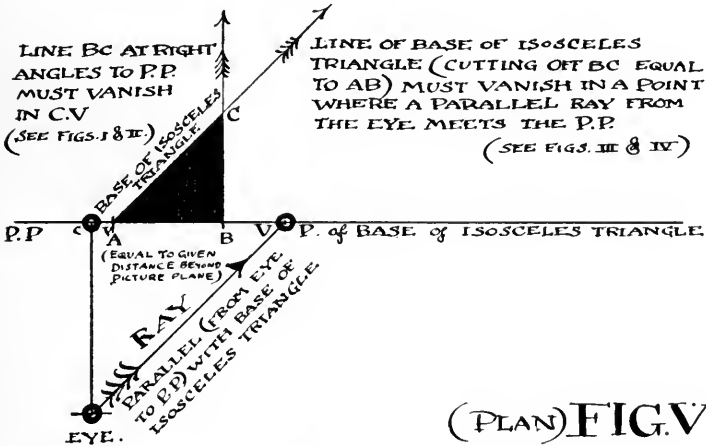 LINE BC AT RIGHT
ANGLES TO P.P.
MUST VANISH
IN C.V
(SEE FIGS. I & II.)
LINE OF BASE OF ISOSCELES
TRIANGLE (CUTTING OFF BC EQUAL
TO AB) MUST VANISH IN A POINT
WHERE A PARALLEL RAY FROM
THE EYE MEETS THE P.P.
(SEE FIGS. III & IV)
BASE OF ISOSCELES
TRIANGLE
C
P.P
C V
A
B
V P. of BASE of ISOSCELES TRIANGLE
(EQUAL TO GIVEN
DISTANCE BEYOND
PICTURE PLANE)
RAY
PARALLEL (FROM EYE
TO P.P) WITH BASE OF
ISOSCELES TRIANGLE
EYE.
(PLAN) FIG. V